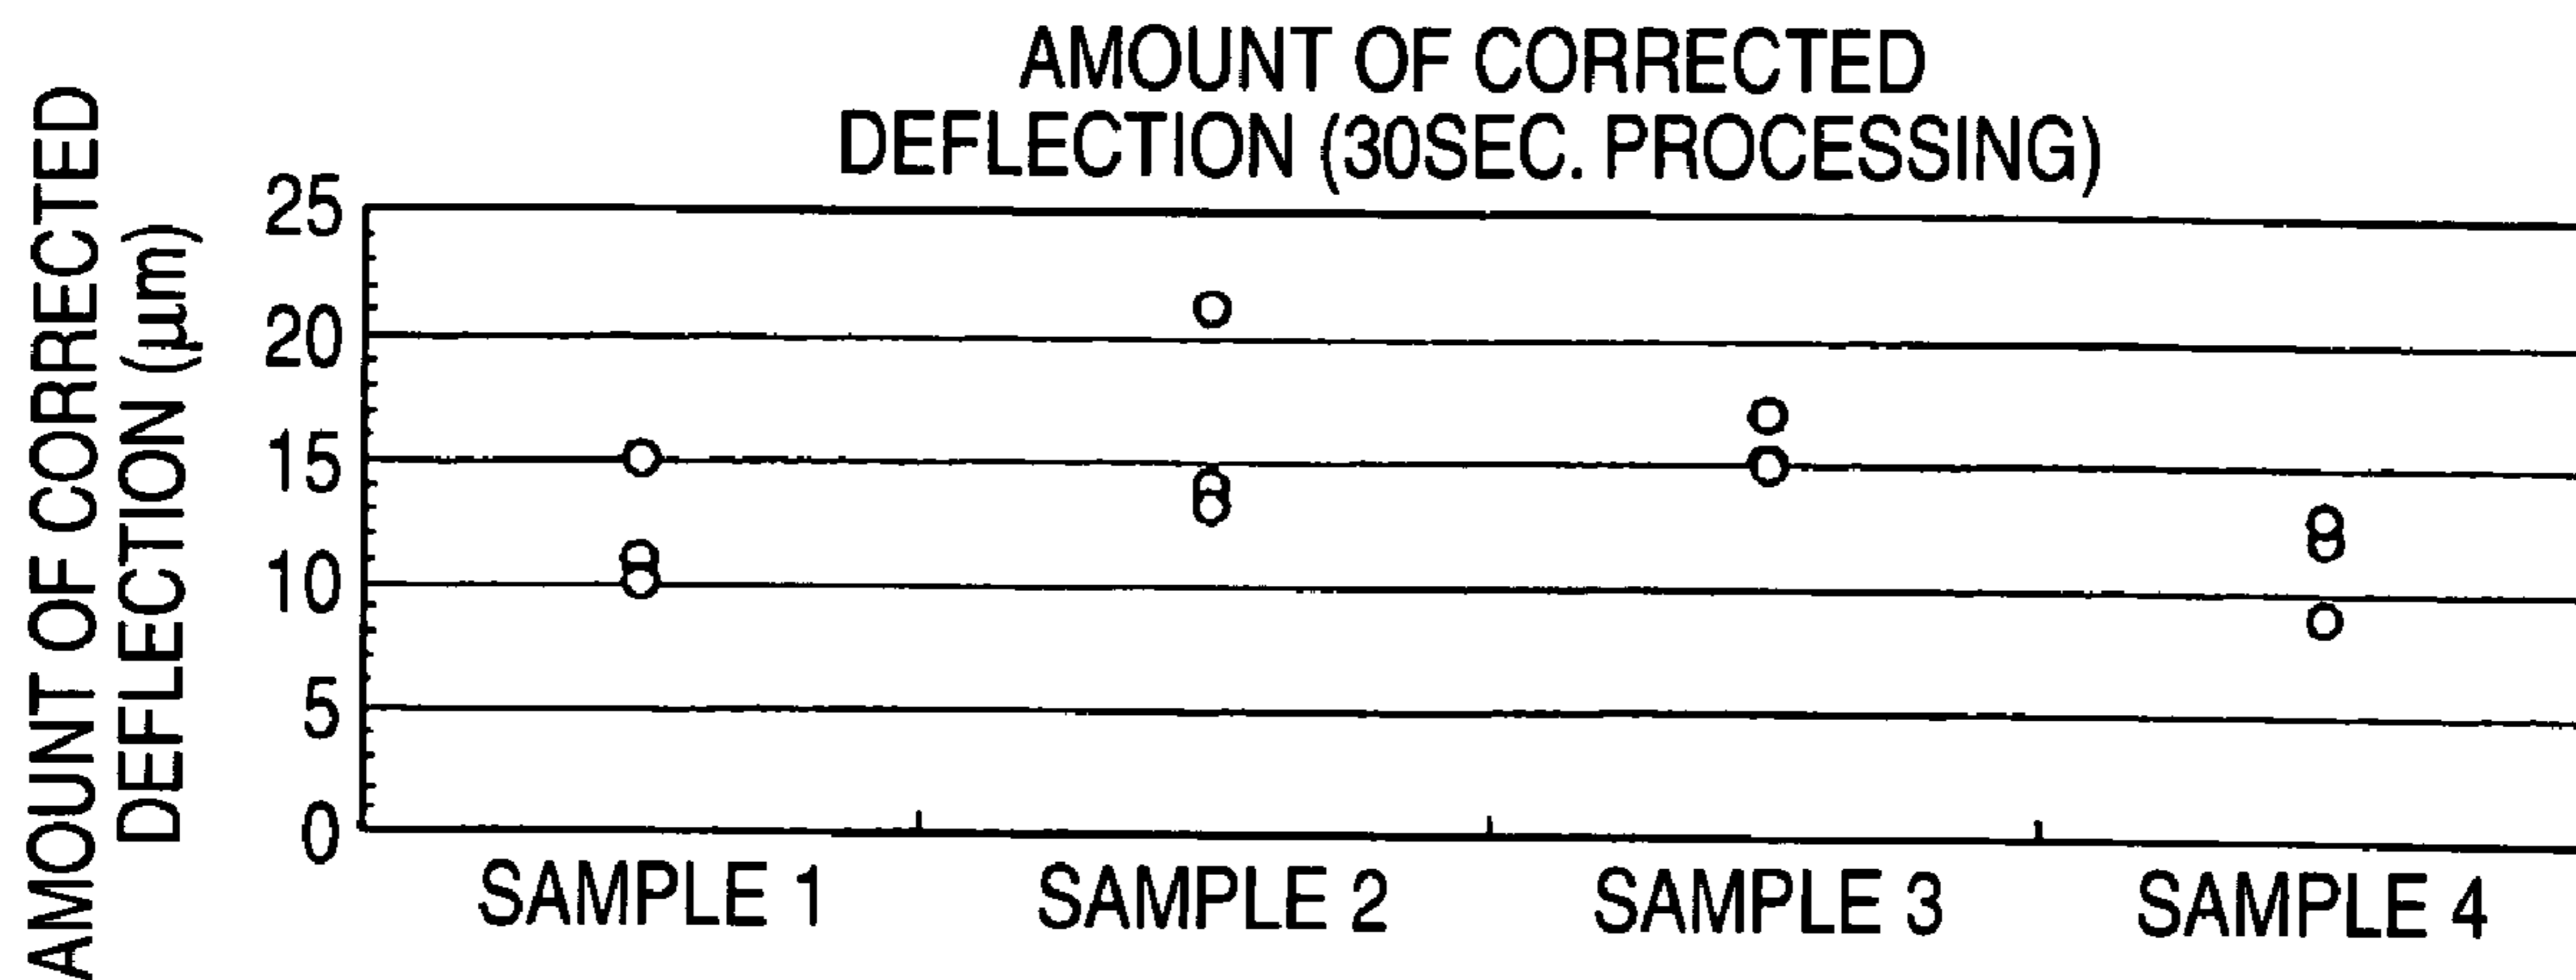 AMOUNT OF CORRECTED
DEFLECTION (30SEC. PROCESSING)
AMOUNT OF CORRECTED
DEFLECTION (μm)
25
20
15
10
5
0
SAMPLE 1
SAMPLE 2
SAMPLE 3
SAMPLE 4